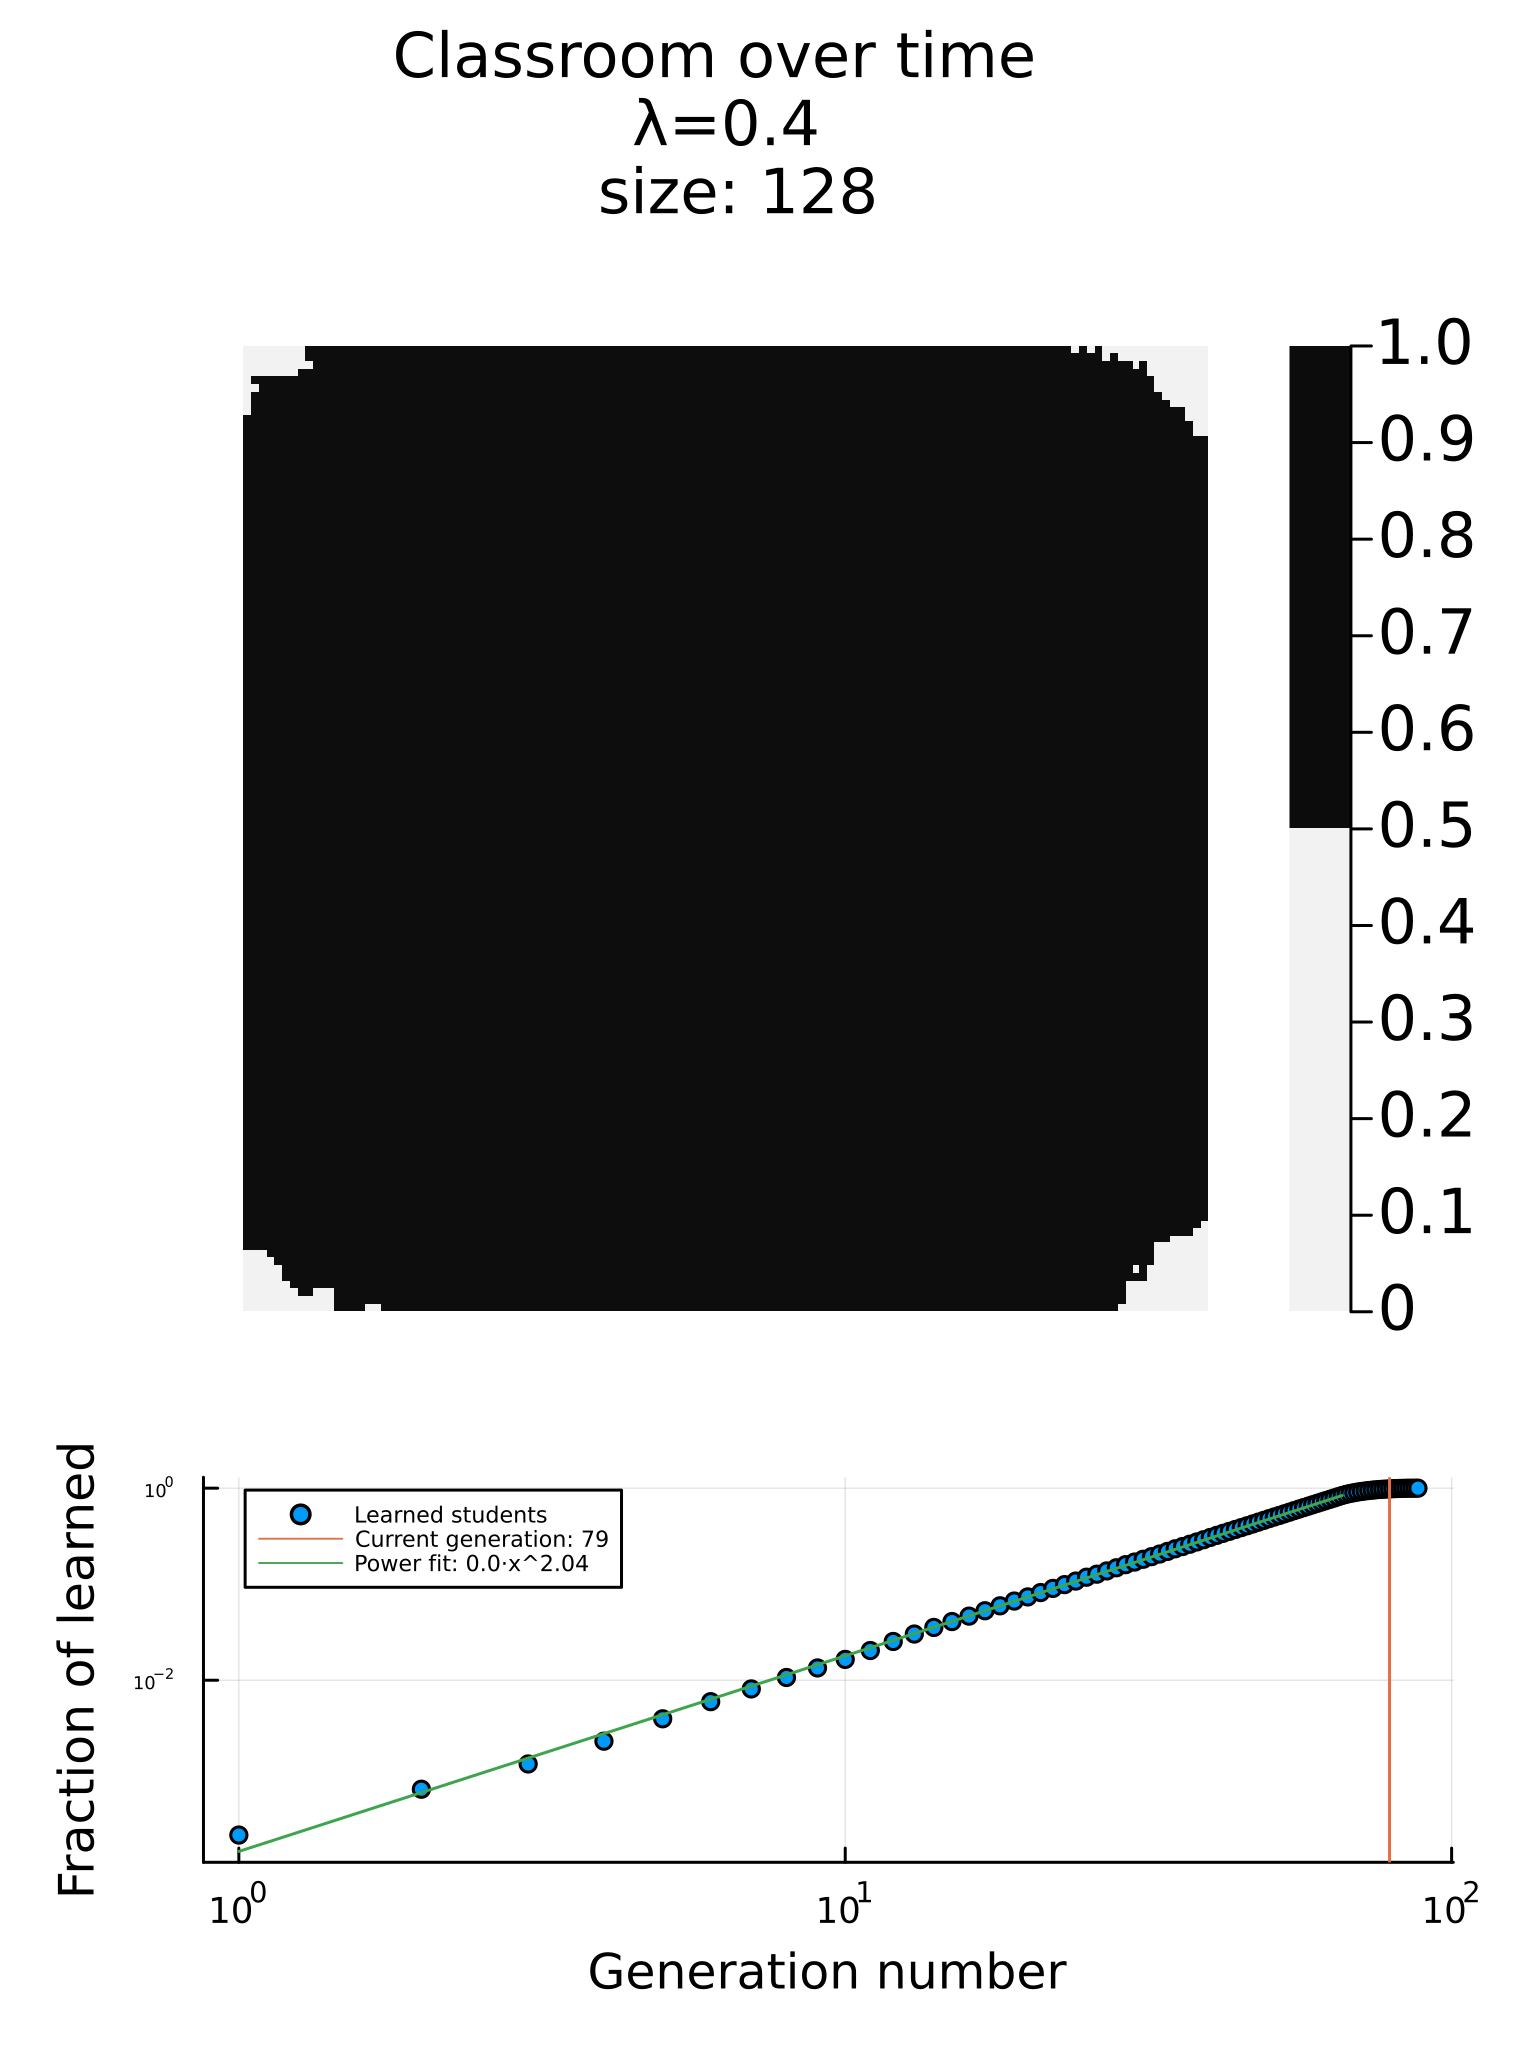 Classroom over time
λ=0.4
size: 128
1.0
0.9
0.8
0.7
0.6
0.5
0.4
0.3
0.2
0.1
0
Fraction of learned
10⁰
10⁻²
Learned students
Current generation: 79
Power fit: 0.0·x^2.04
10⁰ 10¹ 10²
Generation number